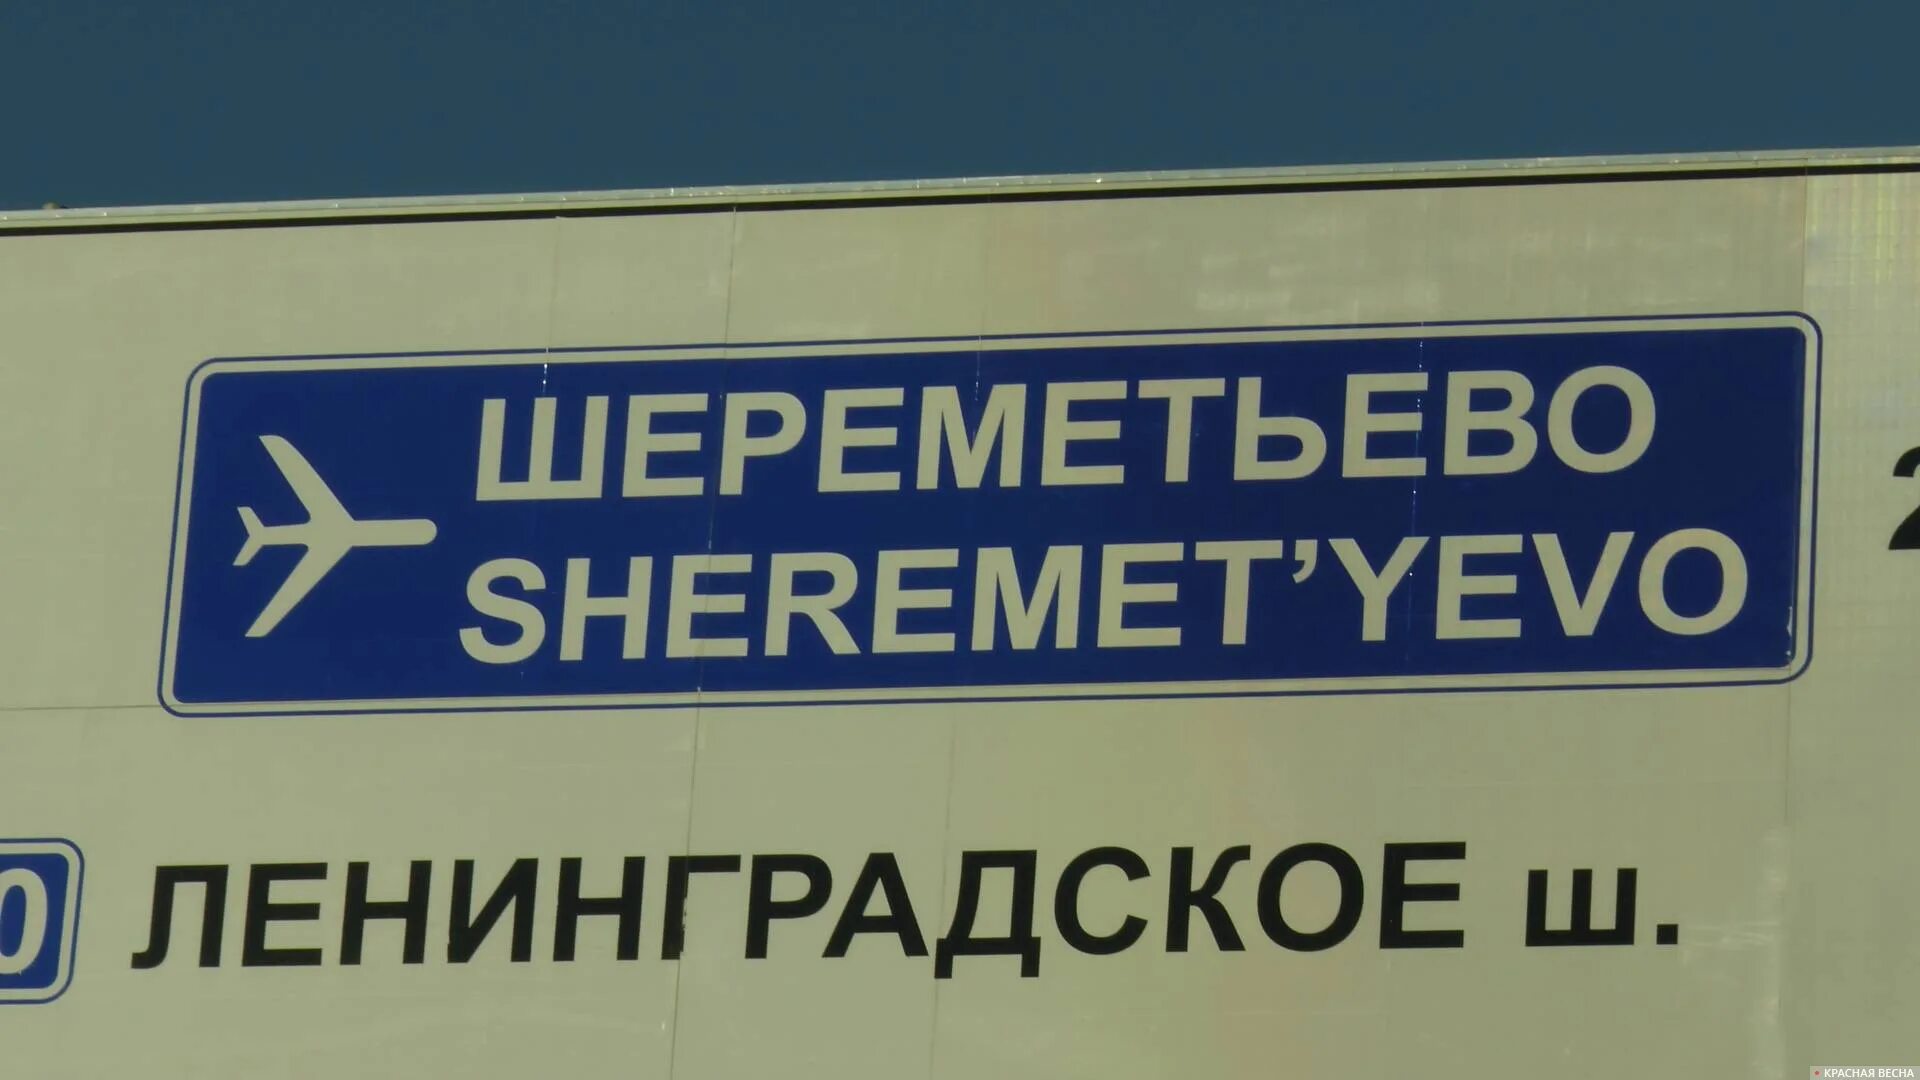 ШЕРЕМЕТЬЕВО
SHEREMET’YEVO
ЛЕНИНГРАДСКОЕ ш.
КРАСНАЯ ВЕСНА